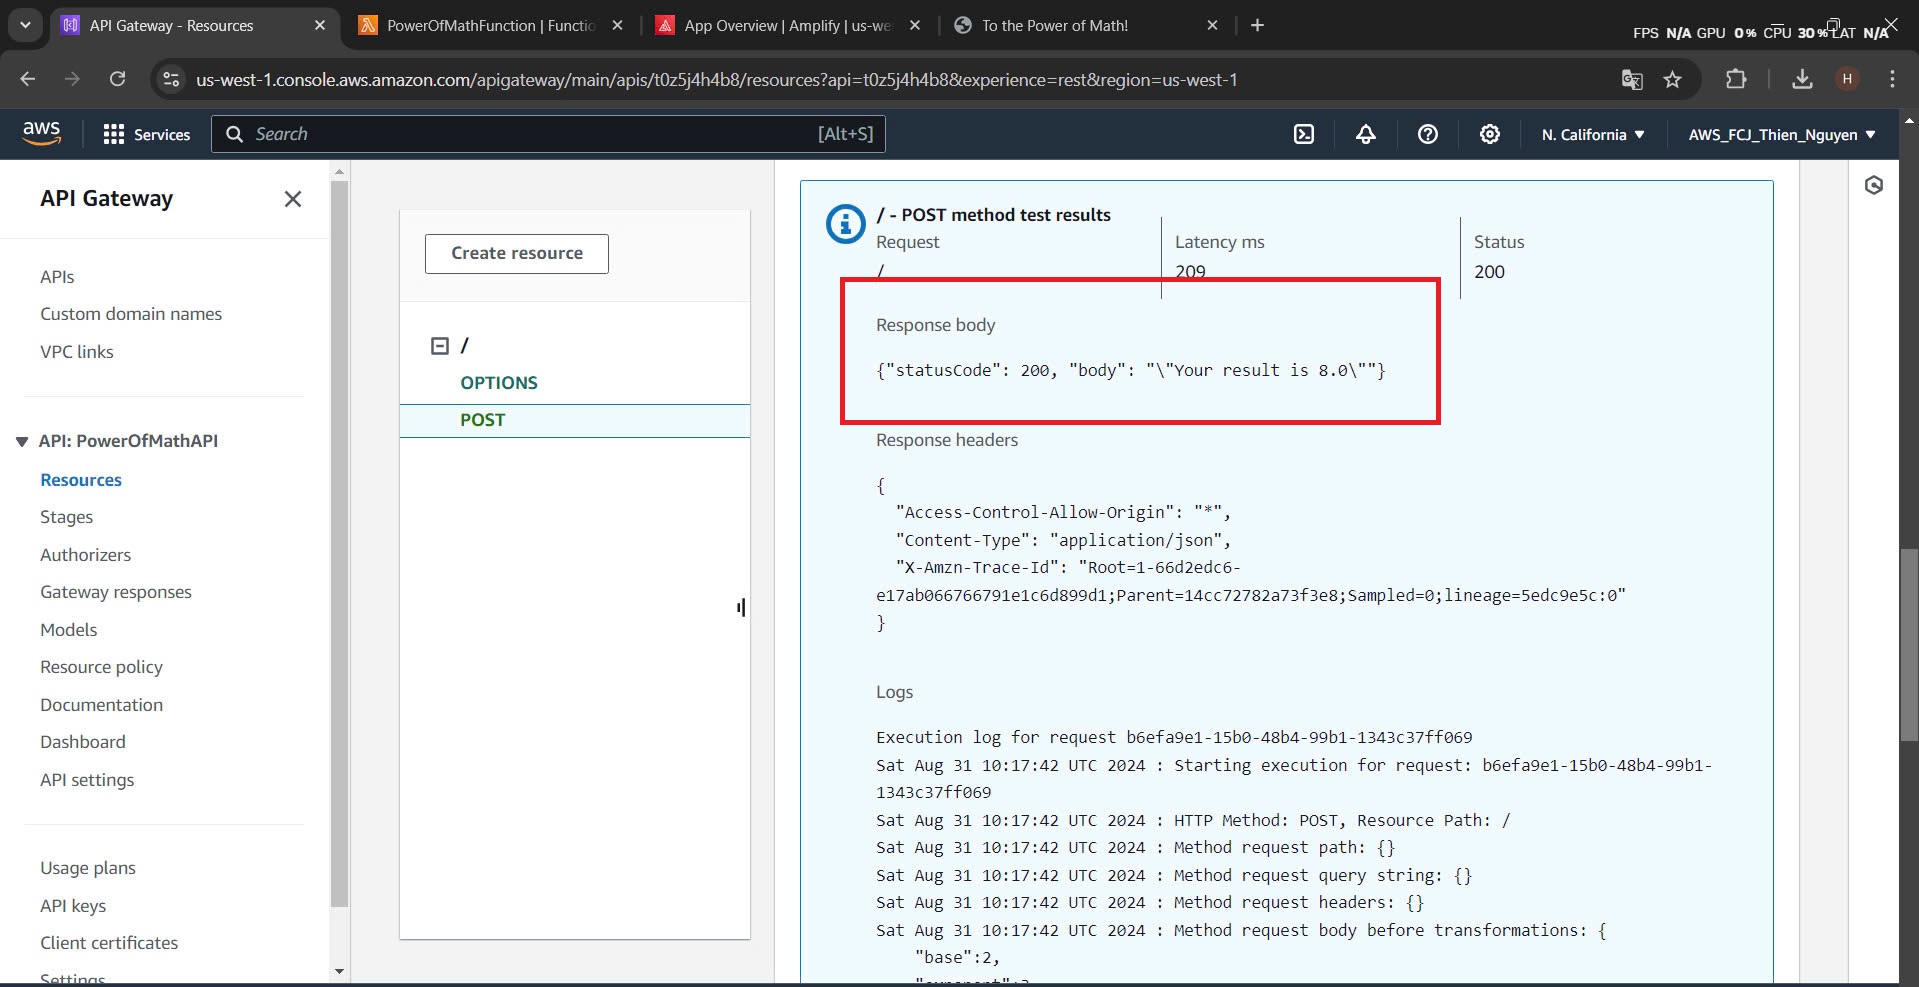 API Gateway - Resources
PowerOfMathFunction | Functio
App Overview | Amplify | us-we
To the Power of Math!
FPS N/A GPU 0% CPU 30% LAT N/A
us-west-1.console.aws.amazon.com/apigateway/main/apis/t0z5j4h4b8/resources?api=t0z5j4h4b8&experience=rest&region=us-west-1
H
aws
Services
Search
[Alt+S]
N. California
AWS_FCJ_Thien_Nguyen
API Gateway
APIs
Custom domain names
VPC links
API: PowerOfMathAPI
Resources
Stages
Authorizers
Gateway responses
Models
Resource policy
Documentation
Dashboard
API settings
Usage plans
API keys
Client certificates
Settings
Create resource
/
OPTIONS
POST
/ - POST method test results
Request
/
Latency ms
209
Status
200
Response body
{"statusCode": 200, "body": "\"Your result is 8.0\""}
Response headers
{
"Access-Control-Allow-Origin": "*",
"Content-Type": "application/json",
"X-Amzn-Trace-Id": "Root=1-66d2edc6-
e17ab066766791e1c6d899d1;Parent=14cc72782a73f3e8;Sampled=0;lineage=5edc9e5c:0"
}
Logs
Execution log for request b6efa9e1-15b0-48b4-99b1-1343c37ff069
Sat Aug 31 10:17:42 UTC 2024 : Starting execution for request: b6efa9e1-15b0-48b4-99b1-
1343c37ff069
Sat Aug 31 10:17:42 UTC 2024 : HTTP Method: POST, Resource Path: /
Sat Aug 31 10:17:42 UTC 2024 : Method request path: {}
Sat Aug 31 10:17:42 UTC 2024 : Method request query string: {}
Sat Aug 31 10:17:42 UTC 2024 : Method request headers: {}
Sat Aug 31 10:17:42 UTC 2024 : Method request body before transformations: {
"base":2,